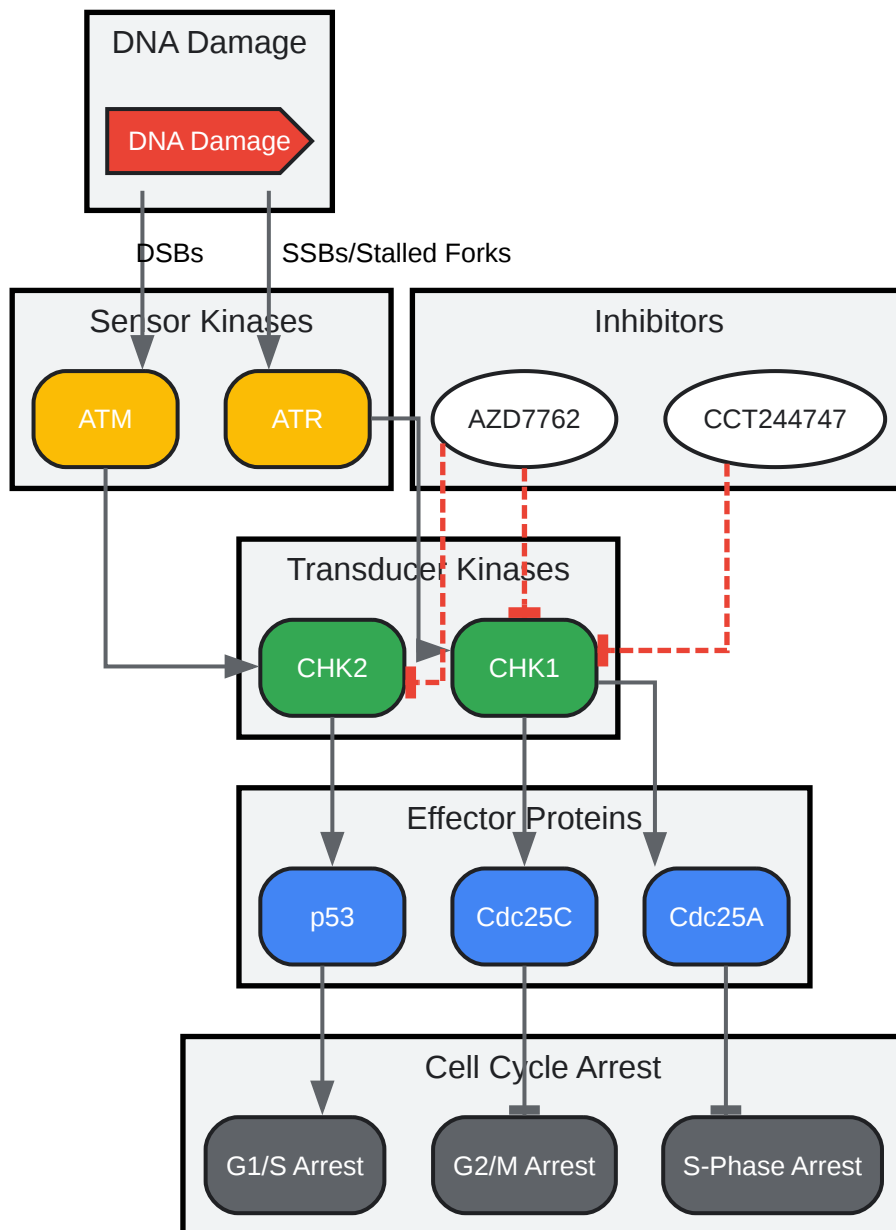 DNA Damage
DNA Damage
DSBs
SSBs/Stalled Forks
Sensor Kinases
Inhibitors
ATM
ATR
AZD7762
CCT244747
Transducer Kinases
CHK2
CHK1
Effector Proteins
p53
Cdc25C
Cdc25A
Cell Cycle Arrest
G1/S Arrest
G2/M Arrest
S-Phase Arrest